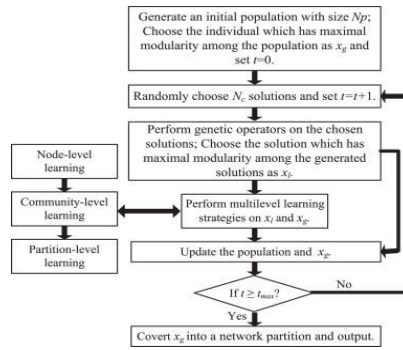 Generate an initial population with size Np;
Choose the individual which has
maximal modularity among the
population as xg and
set t=0.
Randomly choose Nc solutions and set t=t+1.
Perform genetic operators on the chosen
solutions; Choose the solution which has
maximal modularity among the generated
solutions as xl.
Node-level
learning
Community-level
learning
Partition-level
learning
Perform multilevel learning
strategies on xl and xg.
Update the population and xg.
If t ≥ tmax?
No
Yes
Covert xg into a network partition and output.